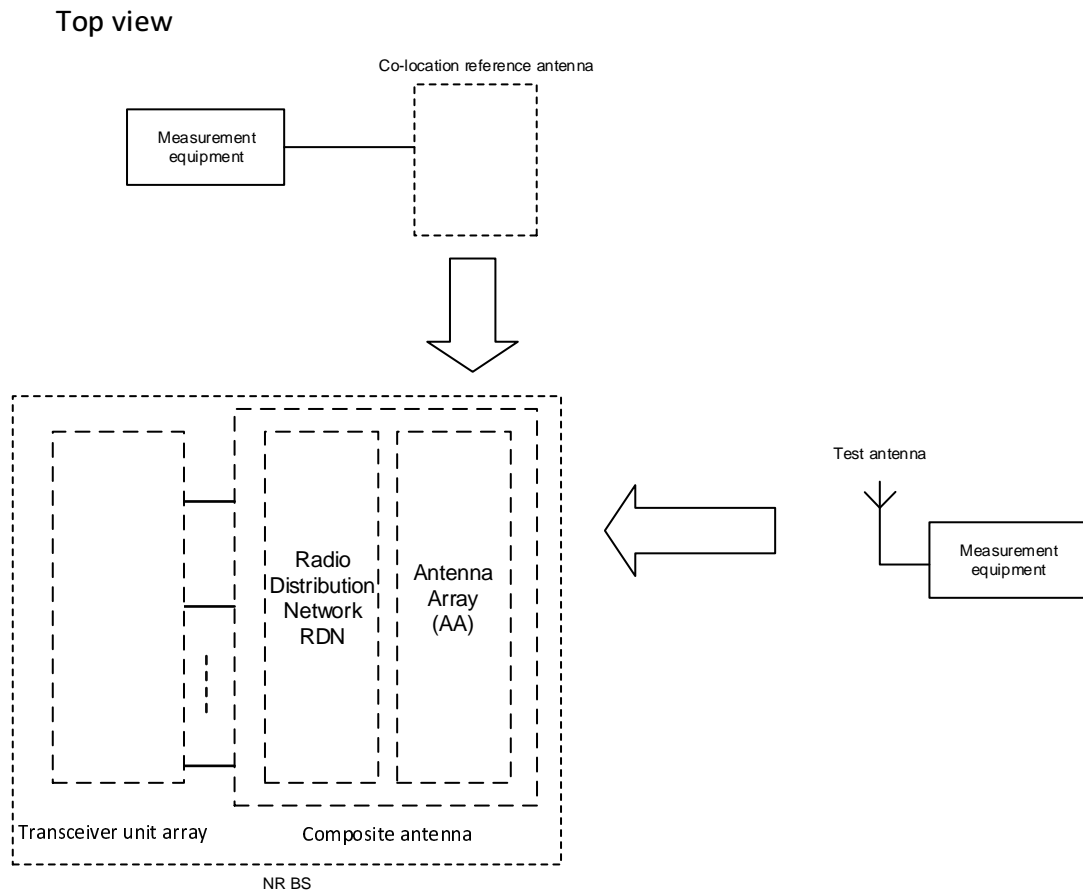 Top view
Co-location reference antenna
Measurement
equipment
Test antenna
Measurement
equipment
Radio
Distribution
Network
RDN
Antenna
Array
(AA)
Transceiver unit array
Composite antenna
NR BS